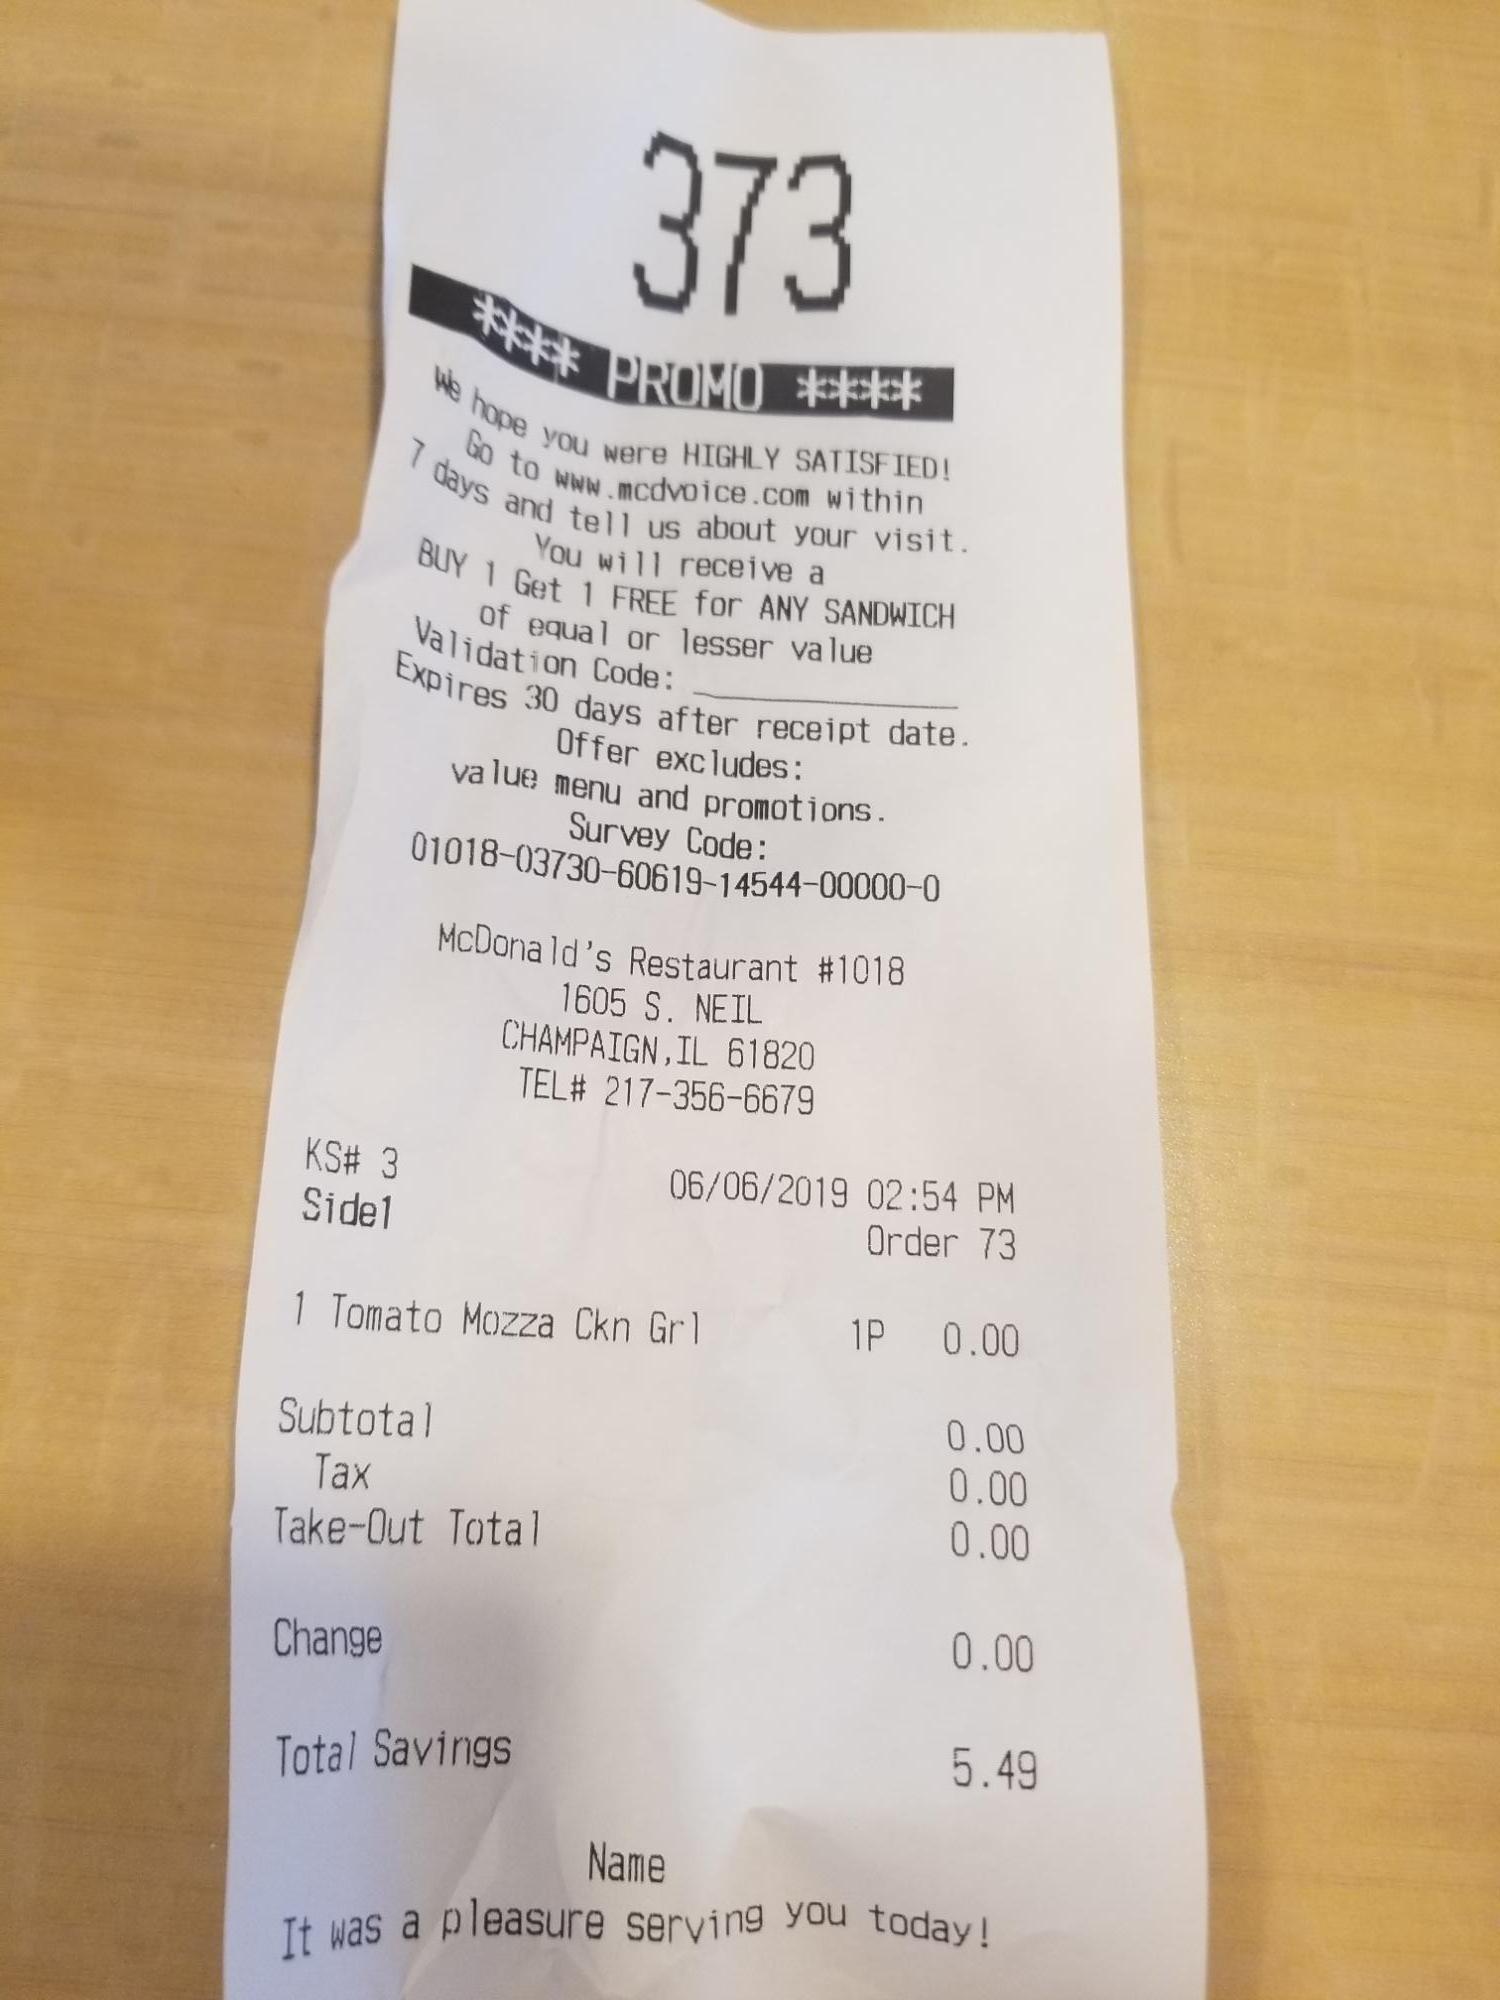 373
**** PROMO ****
We hope you were HIGHLY SATISFIED!
Go to www.mcdvoice.com within
7 days and tell us about your visit.
You will receive a
BUY 1 Get 1 FREE for ANY SANDWICH
of equal or lesser value
Validation Code: ____________
Expires 30 days after receipt date.
Offer excludes:
value menu and promotions.
Survey Code:
01018-03730-60619-14544-00000-0
McDonald's Restaurant #1018
1605 S. NEIL
CHAMPAIGN,IL 61820
TEL# 217-356-6679
KS# 3 06/06/2019 02:54 PM
Side1 Order 73
1 Tomato Mozza Ckn Grl 1P 0.00
Subtotal 0.00
Tax 0.00
Take-Out Total 0.00
Change 0.00
Total Savings 5.49
Name
It was a pleasure serving you today!